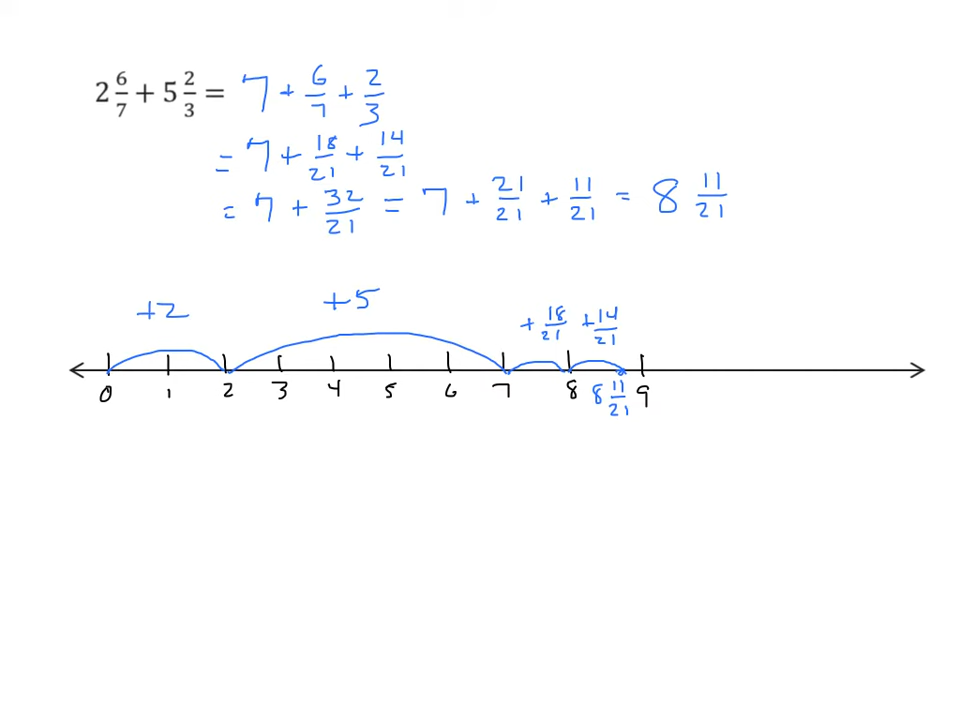 2 6/7 + 5 2/3 = 7 + 6/7 + 2/3
= 7 + 18/21 + 14/21
= 7 + 32/21 = 7 + 21/21 + 11/21 = 8 11/21
+2 +5 + 18/21 + 14/21
0 1 2 3 4 5 6 7 8 8 11/21 9